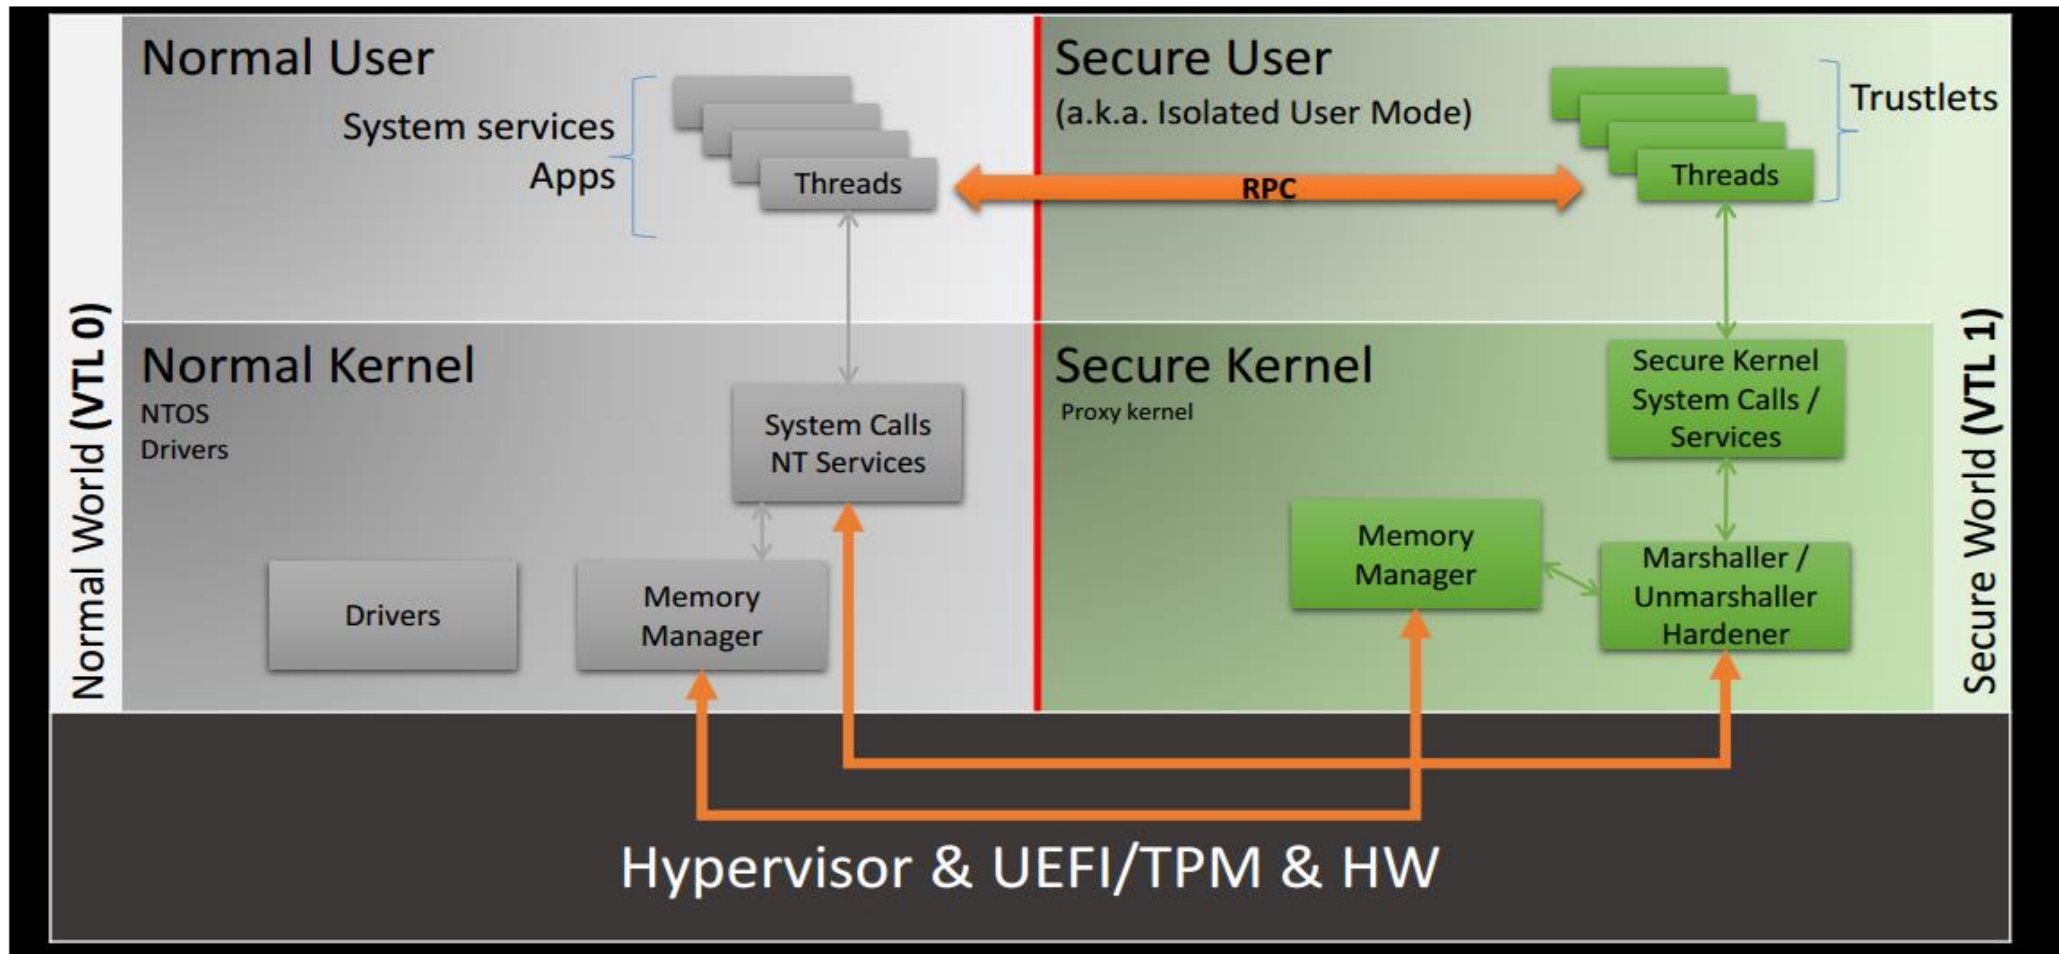 Normal User
System services
Apps
Threads
RPC
Secure User
(a.k.a. Isolated User Mode)
Threads
Trustlets
Normal World (VTL 0)
Normal Kernel
NTOS
Drivers
System Calls
NT Services
Drivers
Memory
Manager
Secure Kernel
Proxy kernel
Secure Kernel
System Calls /
Services
Memory
Manager
Marshaller /
Unmarshaller
Hardener
Secure World (VTL 1)
Hypervisor & UEFI/TPM & HW